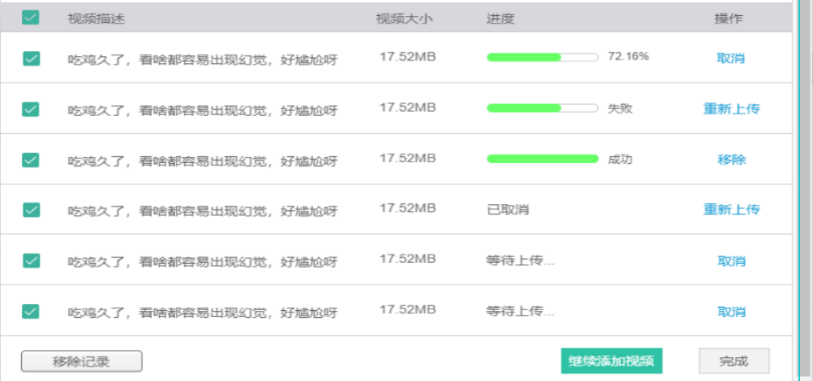 视频描述 视频大小 进度 操作
吃鸡久了，看啥都容易出现幻觉，好尴尬呀 17.52MB 72.16% 取消
吃鸡久了，看啥都容易出现幻觉，好尴尬呀 17.52MB 失败 重新上传
吃鸡久了，看啥都容易出现幻觉，好尴尬呀 17.52MB 成功 移除
吃鸡久了，看啥都容易出现幻觉，好尴尬呀 17.52MB 已取消 重新上传
吃鸡久了，看啥都容易出现幻觉，好尴尬呀 17.52MB 等待上传... 取消
吃鸡久了，看啥都容易出现幻觉，好尴尬呀 17.52MB 等待上传... 取消
移除记录 继续添加视频 完成